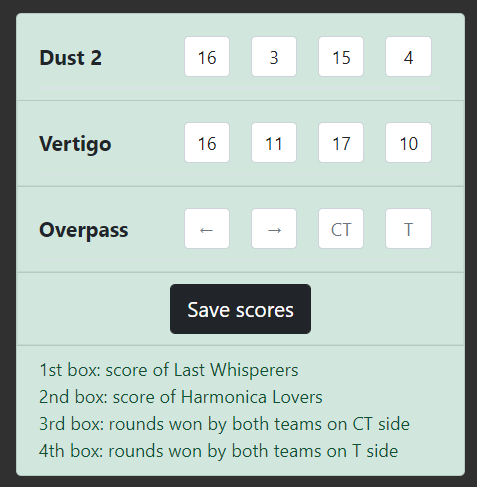 Dust 2 16 3 15 4
Vertigo 16 11 17 10
Overpass ← → CT T
Save scores
1st box: score of Last Whisperers
2nd box: score of Harmonica Lovers
3rd box: rounds won by both teams on CT side
4th box: rounds won by both teams on T side